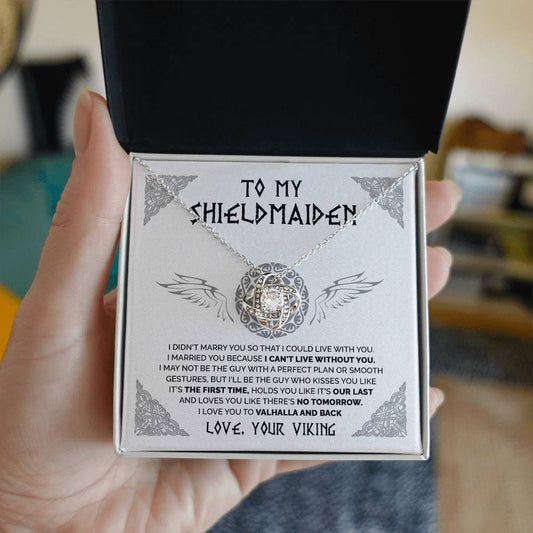 TO MY
SHIELDMAIDEN
I DIDN'T MARRY YOU SO THAT I COULD LIVE WITH YOU.
I MARRIED YOU BECAUSE I CAN'T LIVE WITHOUT YOU.
I MAY NOT BE THE GUY WITH A PERFECT PLAN OR SMOOTH
GESTURES, BUT I'LL BE THE GUY WHO KISSES YOU LIKE
IT'S THE FIRST TIME, HOLDS YOU LIKE IT'S OUR LAST
AND LOVES YOU LIKE THERE'S NO TOMORROW.
I LOVE YOU TO VALHALLA AND BACK
LOVE, YOUR VIKING